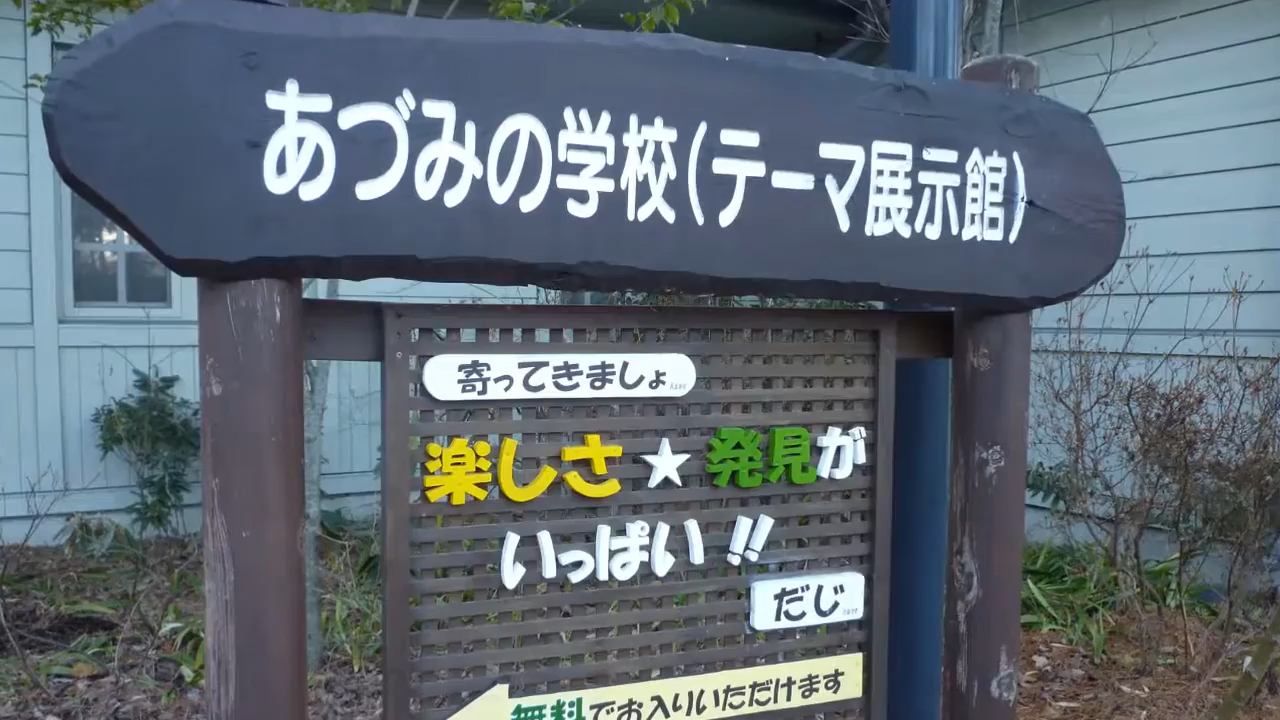 あづみの学校(テーマ展示館)
寄ってきましょ
楽しさ★発見が
いっぱい!!
だじ
無料でお入りいただけます